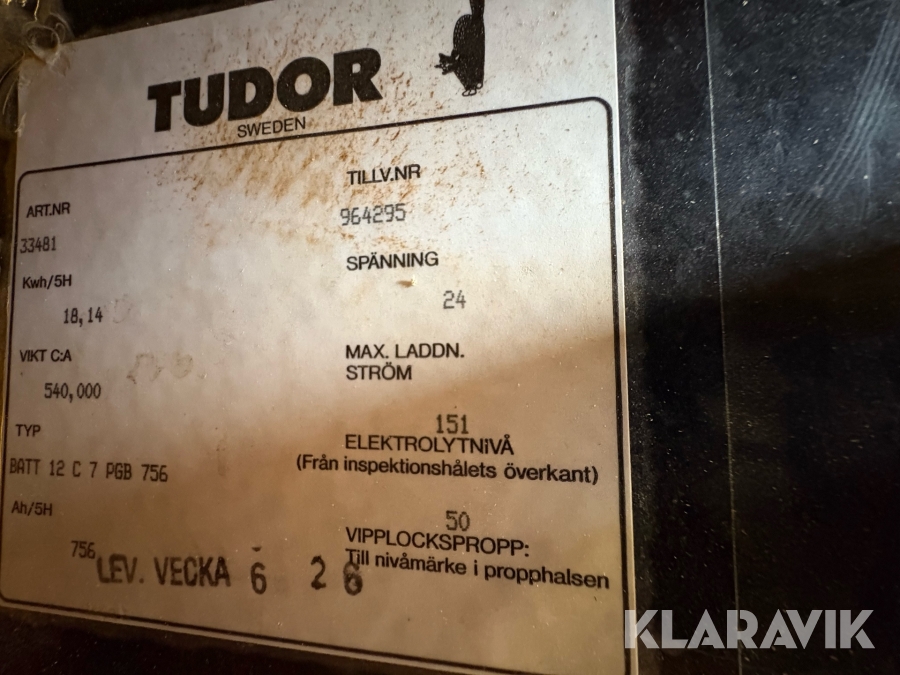 TUDOR
SWEDEN
ART.NR
33481
Kwh/5H
18,14
VIKT C:A
540,000
TYP
BATT 12 C 7 PGB 756
Ah/5H
756
TILLV.NR
964295
SPÄNNING
24
MAX. LADDN.
STRÖM
151
ELEKTROLYTNiVÅ
(Från inspektionshålets överkant)
50
VIPPLOCKSPROPP:
Till nivåmärke i propphalsen
LEV. VECKA 6 26
KLARAVIK